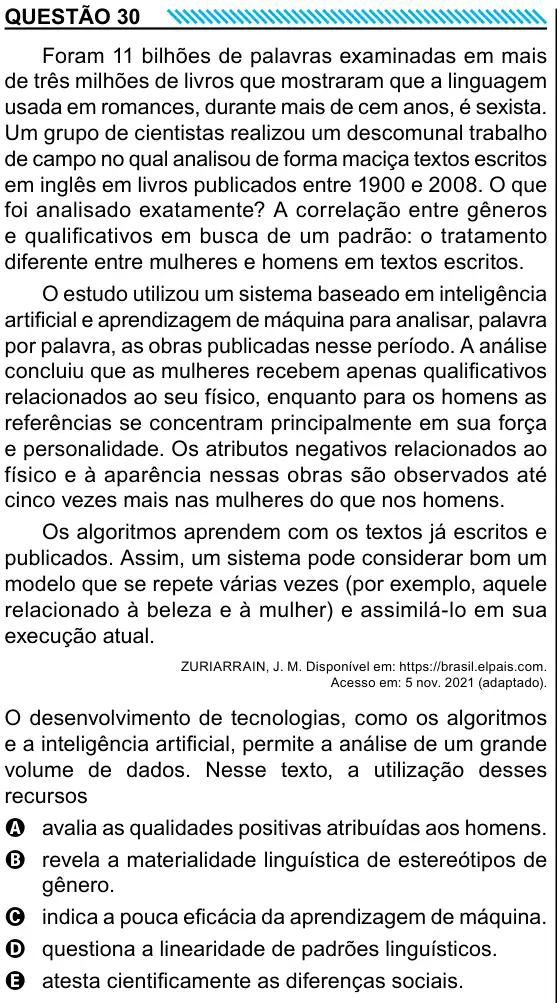 QUESTÃO 30
Foram 11 bilhões de palavras examinadas em mais
de três milhões de livros que mostraram que a linguagem
usada em romances, durante mais de cem anos, é sexista.
Um grupo de cientistas realizou um descomunal trabalho
de campo no qual analisou de forma maciça textos escritos
em inglês em livros publicados entre 1900 e 2008. O que
foi analisado exatamente? A correlação entre gêneros
e qualificativos em busca de um padrão: o tratamento
diferente entre mulheres e homens em textos escritos.
O estudo utilizou um sistema baseado em inteligência
artificial e aprendizagem de máquina para analisar, palavra
por palavra, as obras publicadas nesse período. A análise
concluiu que as mulheres recebem apenas qualificativos
relacionados ao seu físico, enquanto para os homens as
referências se concentram principalmente em sua força
e personalidade. Os atributos negativos relacionados ao
físico e à aparência nessas obras são observados até
cinco vezes mais nas mulheres do que nos homens.
Os algoritmos aprendem com os textos já escritos e
publicados. Assim, um sistema pode considerar bom um
modelo que se repete várias vezes (por exemplo, aquele
relacionado à beleza e à mulher) e assimilá-lo em sua
execução atual.
ZURIARRAIN, J. M. Disponível em: https://brasil.elpais.com.
Acesso em: 5 nov. 2021 (adaptado).
O desenvolvimento de tecnologias, como os algoritmos
e a inteligência artificial, permite a análise de um grande
volume de dados. Nesse texto, a utilização desses
recursos
A avalia as qualidades positivas atribuídas aos homens.
B revela a materialidade linguística de estereótipos de
gênero.
C indica a pouca eficácia da aprendizagem de máquina.
D questiona a linearidade de padrões linguísticos.
E atesta cientificamente as diferenças sociais.